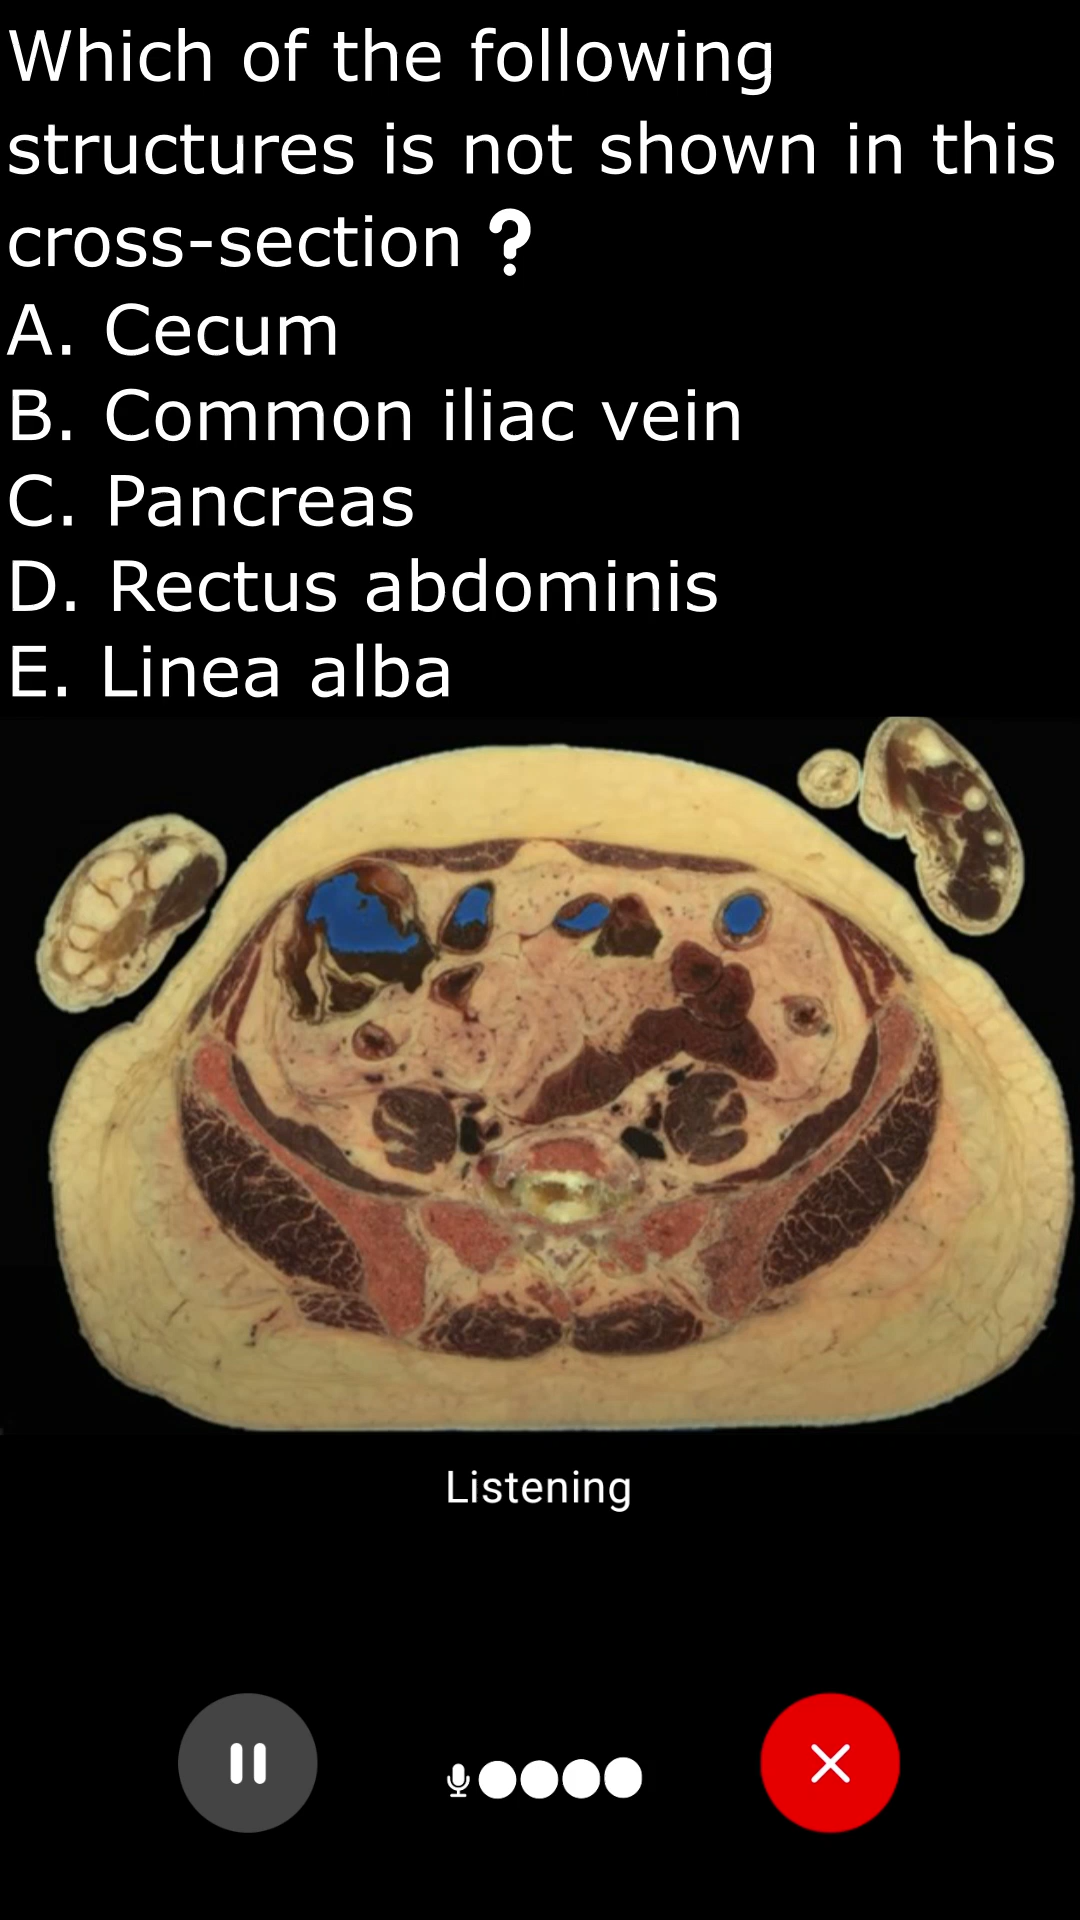 Which of the following
structures is not shown in this
cross-section ?
A. Cecum
B. Common iliac vein
C. Pancreas
D. Rectus abdominis
E. Linea alba
Listening